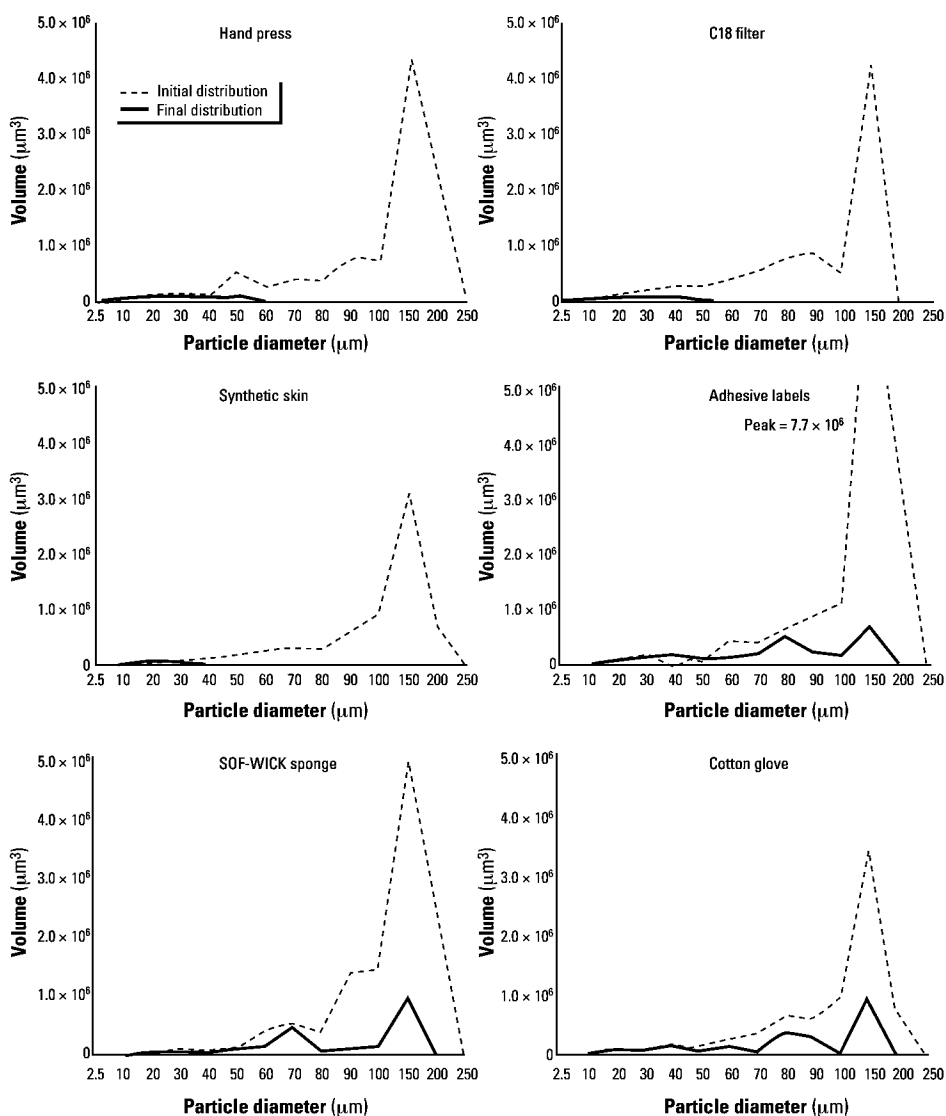 Hand press
Initial distribution
Final distribution
5.0 × 10⁶
4.0 × 10⁶
3.0 × 10⁶
2.0 × 10⁶
1.0 × 10⁶
0
Volume (μm³)
2.5 10 20 30 40 50 60 70 80 90 100 150 200 250
Particle diameter (μm)
C18 filter
5.0 × 10⁶
4.0 × 10⁶
3.0 × 10⁶
2.0 × 10⁶
1.0 × 10⁶
0
Volume (μm³)
2.5 10 20 30 40 50 60 70 80 90 100 150 200 250
Particle diameter (μm)
Synthetic skin
5.0 × 10⁶
4.0 × 10⁶
3.0 × 10⁶
2.0 × 10⁶
1.0 × 10⁶
0
Volume (μm³)
2.5 10 20 30 40 50 60 70 80 90 100 150 200 250
Particle diameter (μm)
Adhesive labels
Peak = 7.7 × 10⁶
5.0 × 10⁶
4.0 × 10⁶
3.0 × 10⁶
2.0 × 10⁶
1.0 × 10⁶
0
Volume (μm³)
2.5 10 20 30 40 50 60 70 80 90 100 150 200 250
Particle diameter (μm)
SOF-WICK sponge
5.0 × 10⁶
4.0 × 10⁶
3.0 × 10⁶
2.0 × 10⁶
1.0 × 10⁶
0
Volume (μm³)
2.5 10 20 30 40 50 60 70 80 90 100 150 200 250
Particle diameter (μm)
Cotton glove
5.0 × 10⁶
4.0 × 10⁶
3.0 × 10⁶
2.0 × 10⁶
1.0 × 10⁶
0
Volume (μm³)
2.5 10 20 30 40 50 60 70 80 90 100 150 200 250
Particle diameter (μm)